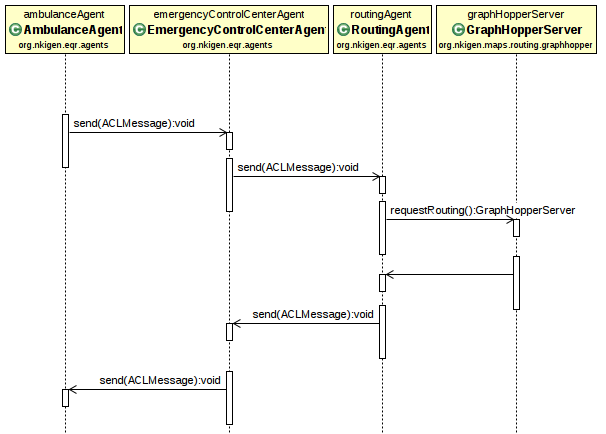 ambulanceAgent
C AmbulanceAgent
org.nkigen.eqr.agents
emergencyControlCenterAgent
C EmergencyControlCenterAgent
org.nkigen.eqr.agents
routingAgent
C RoutingAgent
org.nkigen.eqr.agents
graphHopperServer
C GraphHopperServer
org.nkigen.maps.routing.graphhopper
send(ACLMessage):void
send(ACLMessage):void
requestRouting():GraphHopperServer
send(ACLMessage):void
send(ACLMessage):void